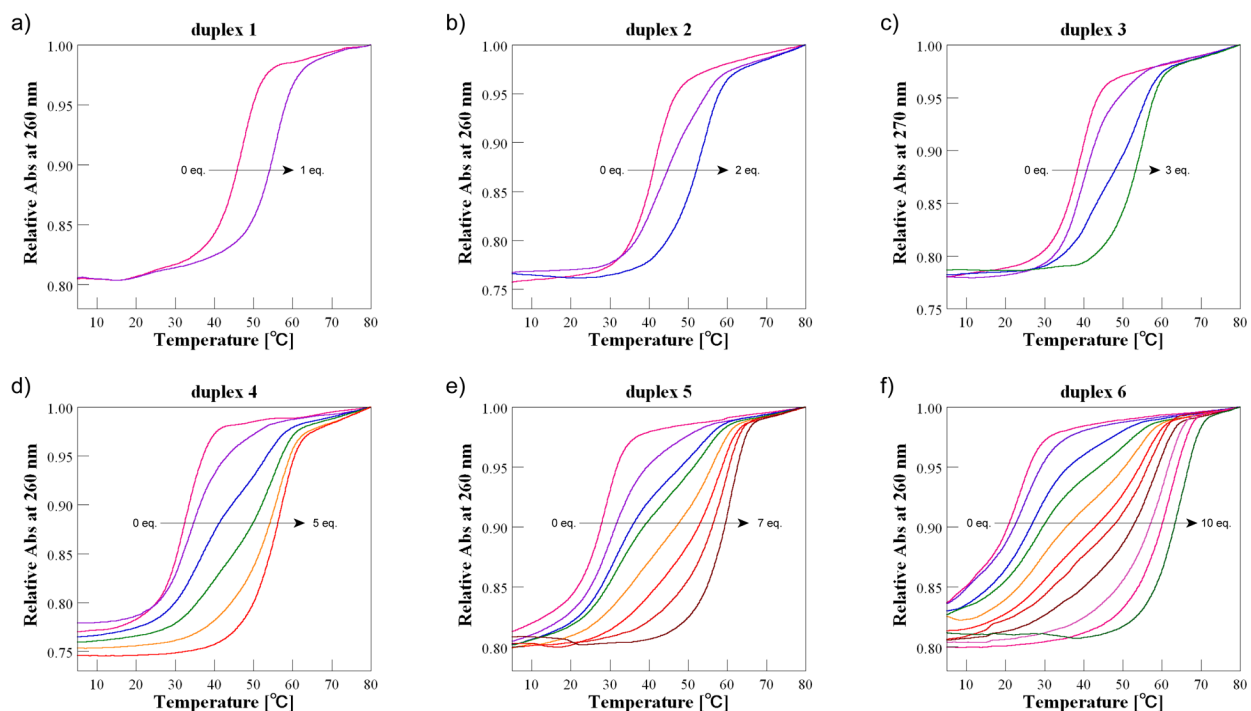 a)
duplex 1
1.00
0.95
0.90
0.85
0.80
Relative Abs at 260 nm
0 eq.
1 eq.
10 20 30 40 50 60 70 80
Temperature [°C]
b)
duplex 2
1.00
0.95
0.90
0.85
0.80
0.75
Relative Abs at 260 nm
0 eq.
2 eq.
10 20 30 40 50 60 70 80
Temperature [°C]
c)
duplex 3
1.00
0.95
0.90
0.85
0.80
0.75
Relative Abs at 270 nm
0 eq.
3 eq.
10 20 30 40 50 60 70 80
Temperature [°C]
d)
duplex 4
1.00
0.95
0.90
0.85
0.80
0.75
Relative Abs at 260 nm
0 eq.
5 eq.
10 20 30 40 50 60 70 80
Temperature [°C]
e)
duplex 5
1.00
0.95
0.90
0.85
0.80
Relative Abs at 260 nm
0 eq.
7 eq.
10 20 30 40 50 60 70 80
Temperature [°C]
f)
duplex 6
1.00
0.95
0.90
0.85
0.80
Relative Abs at 260 nm
0 eq.
10 eq.
10 20 30 40 50 60 70 80
Temperature [°C]